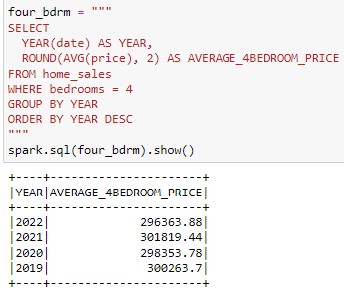 four_bdrm = """
SELECT
  YEAR(date) AS YEAR,
  ROUND(AVG(price), 2) AS AVERAGE_4BEDROOM_PRICE
FROM home_sales
WHERE bedrooms = 4
GROUP BY YEAR
ORDER BY YEAR DESC
"""
spark.sql(four_bdrm).show()
+----+----------------------+
|YEAR|AVERAGE_4BEDROOM_PRICE|
+----+----------------------+
|2022|             296363.88|
|2021|             301819.44|
|2020|             298353.78|
|2019|              300263.7|
+----+----------------------+